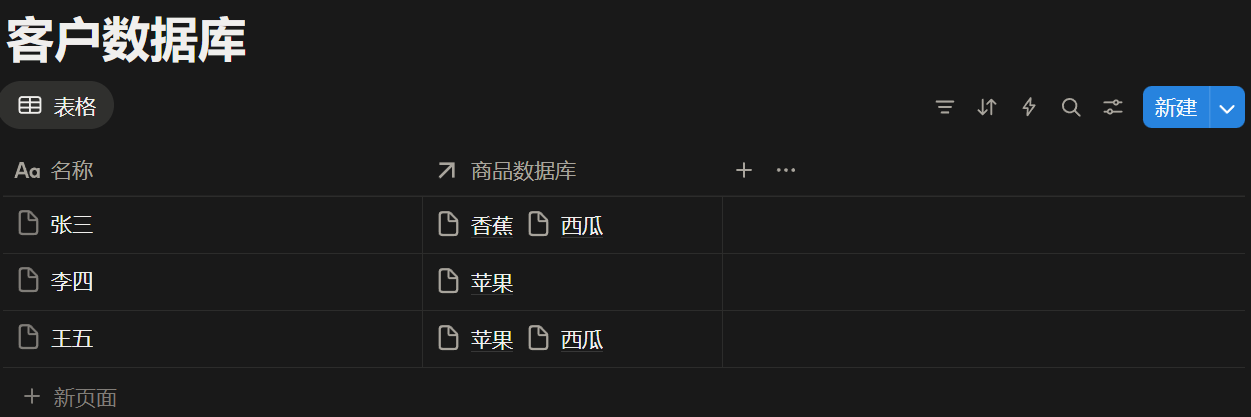 客户数据库
表格 新建
Aa 名称 商品数据库
张三 香蕉 西瓜
李四 苹果
王五 苹果 西瓜
新页面